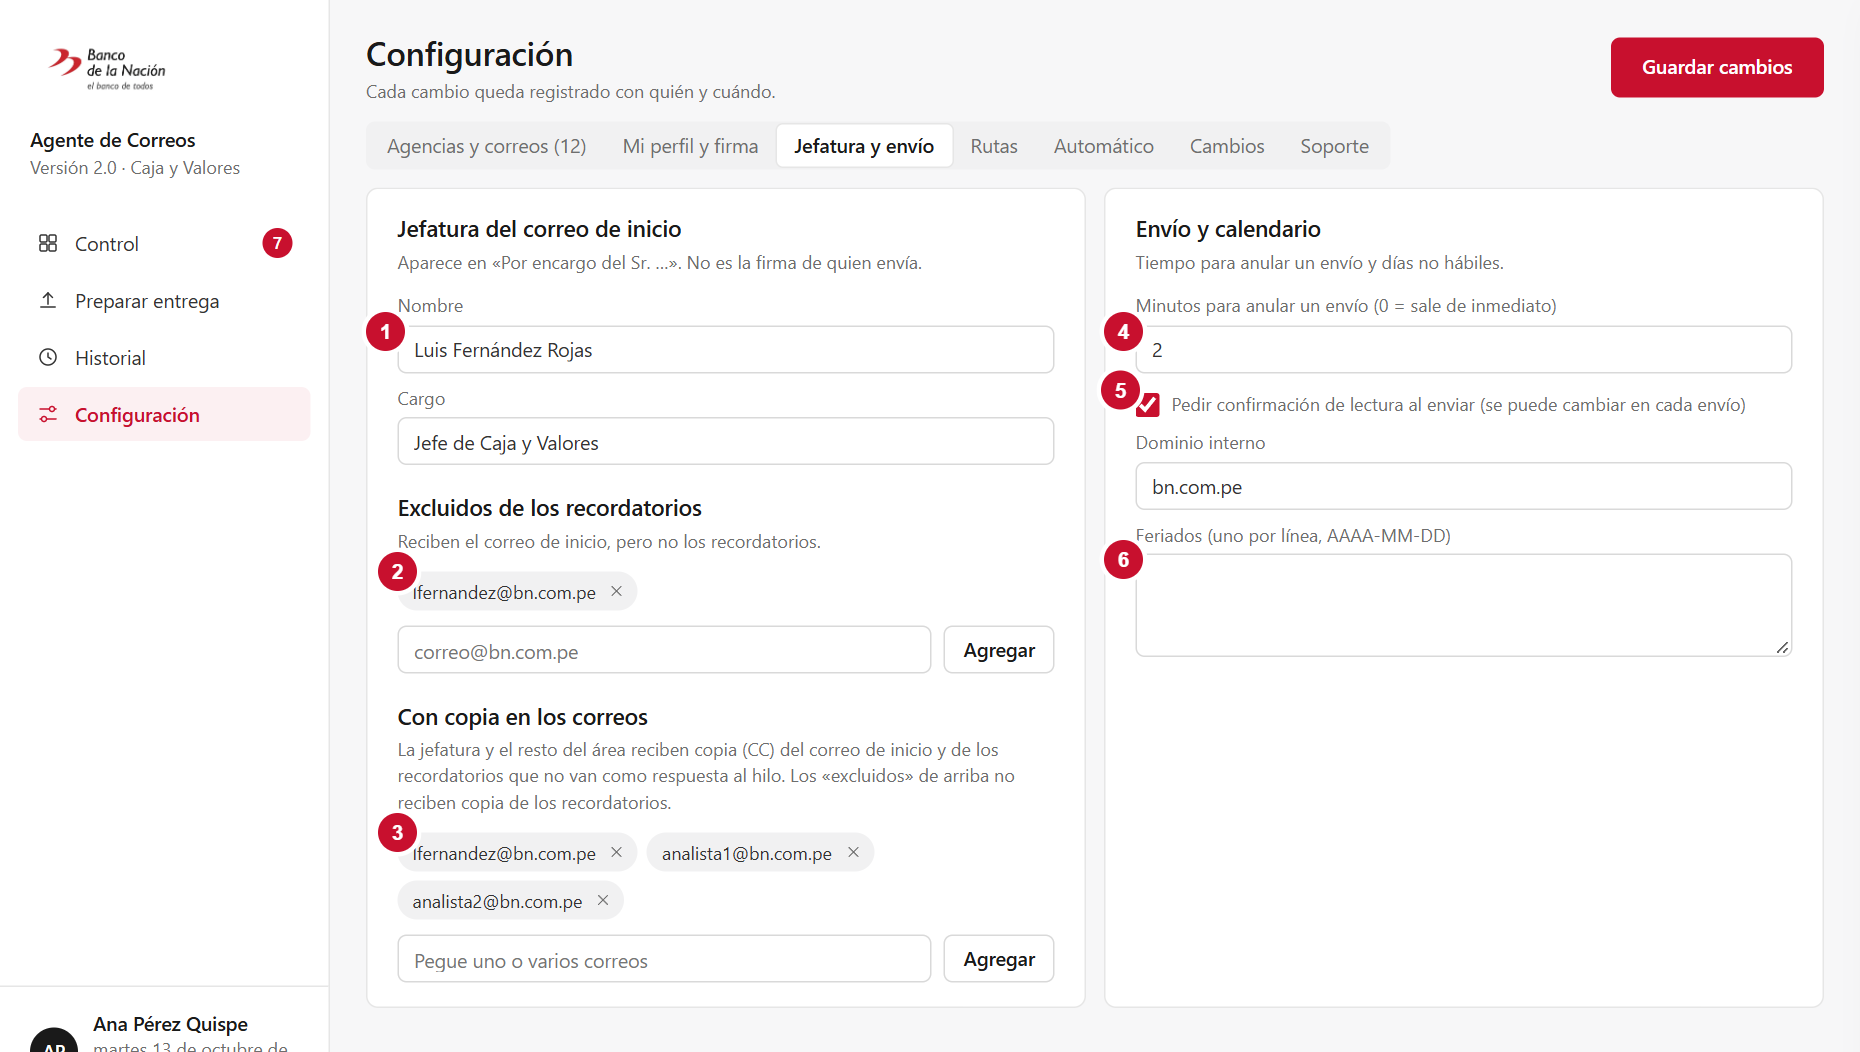 Banco
de la Nación
el banco de todos
Agente de Correos
Versión 2.0 · Caja y Valores
Control
7
Preparar entrega
Historial
Configuración
Ana Pérez Quispe
martes 13 de octubre de
AP
Configuración
Cada cambio queda registrado con quién y cuándo.
Guardar cambios
Agencias y correos (12)
Mi perfil y firma
Jefatura y envío
Rutas
Automático
Cambios
Soporte
Jefatura del correo de inicio
Aparece en «Por encargo del Sr. ...». No es la firma de quien envía.
Nombre
1
Luis Fernández Rojas
Cargo
Jefe de Caja y Valores
Excluidos de los recordatorios
Reciben el correo de inicio, pero no los recordatorios.
2
lfernandez@bn.com.pe ×
correo@bn.com.pe
Agregar
Con copia en los correos
La jefatura y el resto del área reciben copia (CC) del correo de inicio y de los
recordatorios que no van como respuesta al hilo. Los «excluidos» de arriba no
reciben copia de los recordatorios.
3
lfernandez@bn.com.pe ×
analista1@bn.com.pe ×
analista2@bn.com.pe ×
Pegue uno o varios correos
Agregar
Envío y calendario
Tiempo para anular un envío y días no hábiles.
Minutos para anular un envío (0 = sale de inmediato)
4
2
5
Pedir confirmación de lectura al enviar (se puede cambiar en cada envío)
Dominio interno
bn.com.pe
Feriados (uno por línea, AAAA-MM-DD)
6